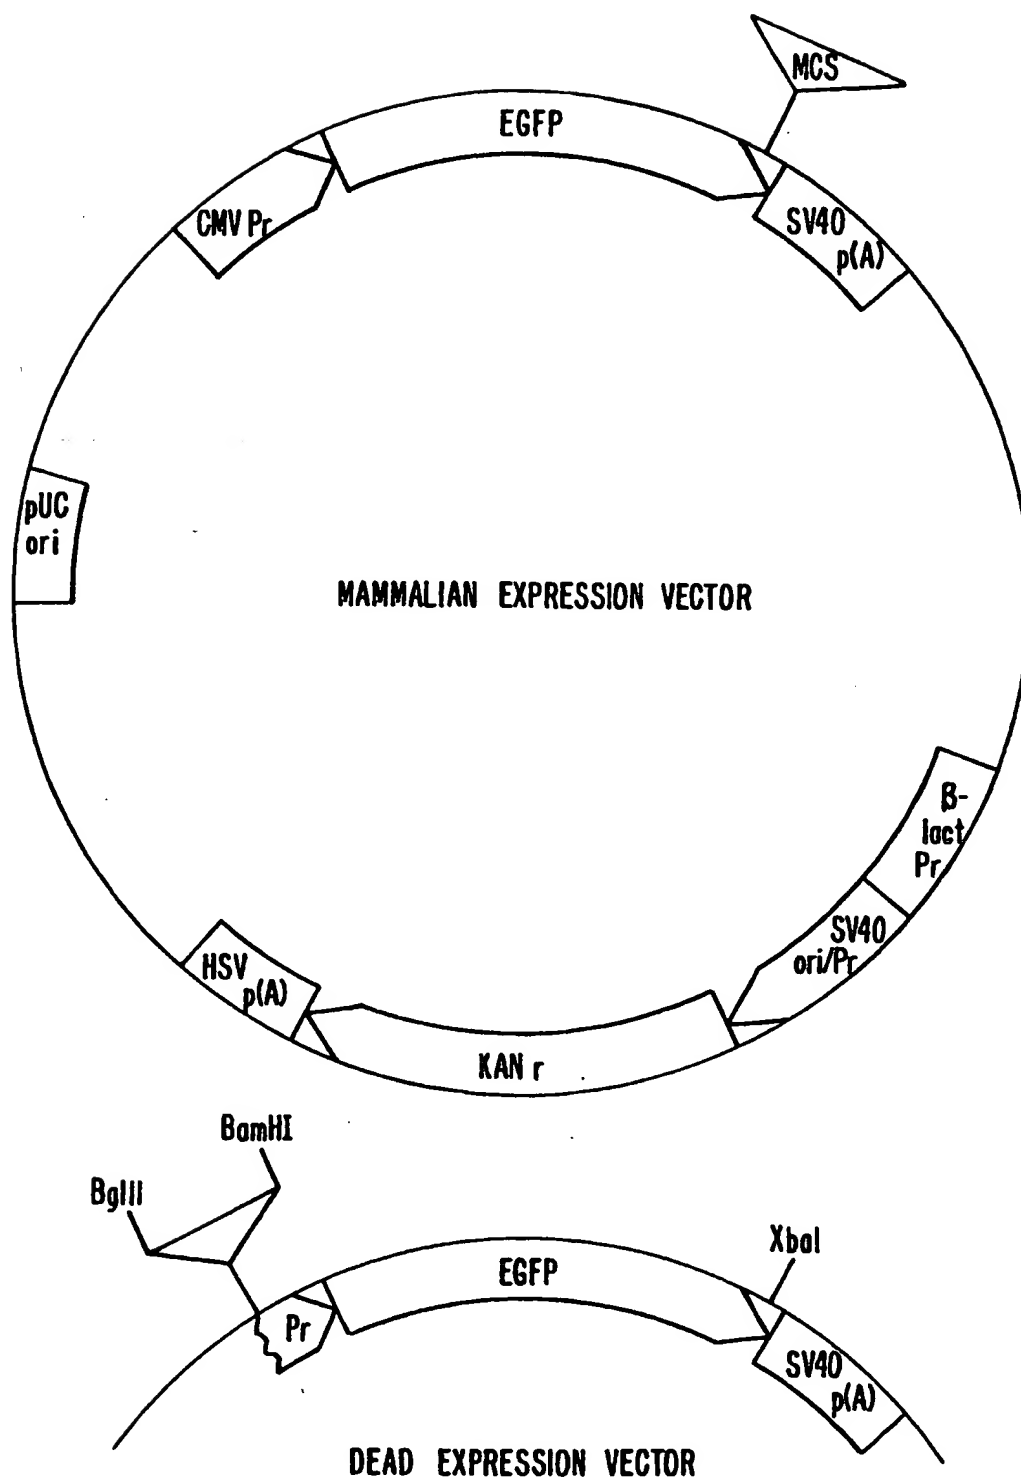 MCS
EGFP
CMV Pr
SV40
p(A)
pUC
ori
MAMMALIAN EXPRESSION VECTOR
β-
lact
Pr
SV40
ori/Pr
HSV
p(A)
KAN r
BamHI
BglII
XbaI
EGFP
Pr
SV40
p(A)
DEAD EXPRESSION VECTOR